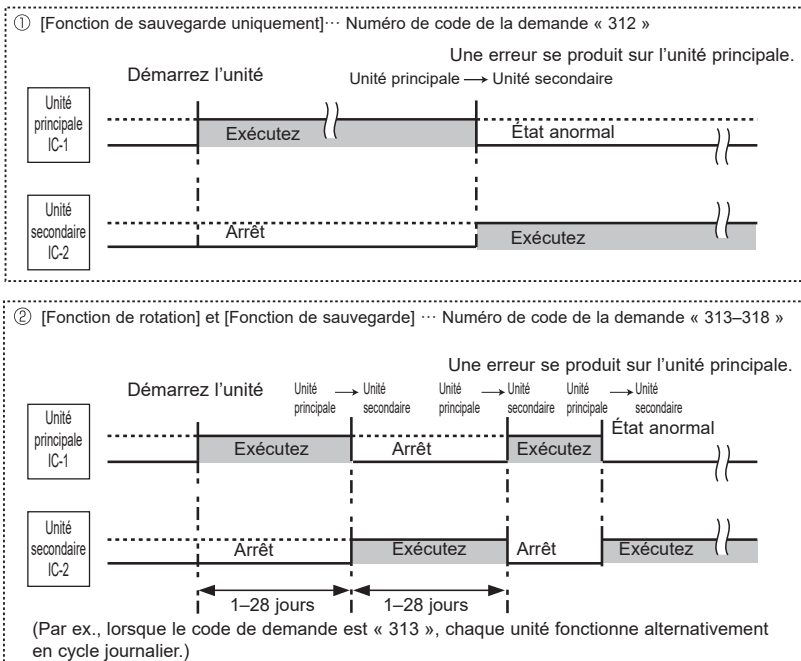 ① [Fonction de sauvegarde uniquement]··· Numéro de code de la demande « 312 »
Une erreur se produit sur l'unité principale.
Démarrez l'unité
Unité principale → Unité secondaire
Unité
principale
IC-1
Exécutez
État anormal
Unité
secondaire
IC-2
Arrêt
Exécutez
② [Fonction de rotation] et [Fonction de sauvegarde] ··· Numéro de code de la demande « 313–318 »
Une erreur se produit sur l'unité principale.
Démarrez l'unité
Unité principale → Unité secondaire
Unité principale → Unité secondaire
Unité principale → Unité secondaire
État anormal
Unité
principale
IC-1
Exécutez
Arrêt
Exécutez
Unité
secondaire
IC-2
Arrêt
Exécutez
Arrêt
Exécutez
1–28 jours
1–28 jours
(Par ex., lorsque le code de demande est « 313 », chaque unité fonctionne alternativement
en cycle journalier.)